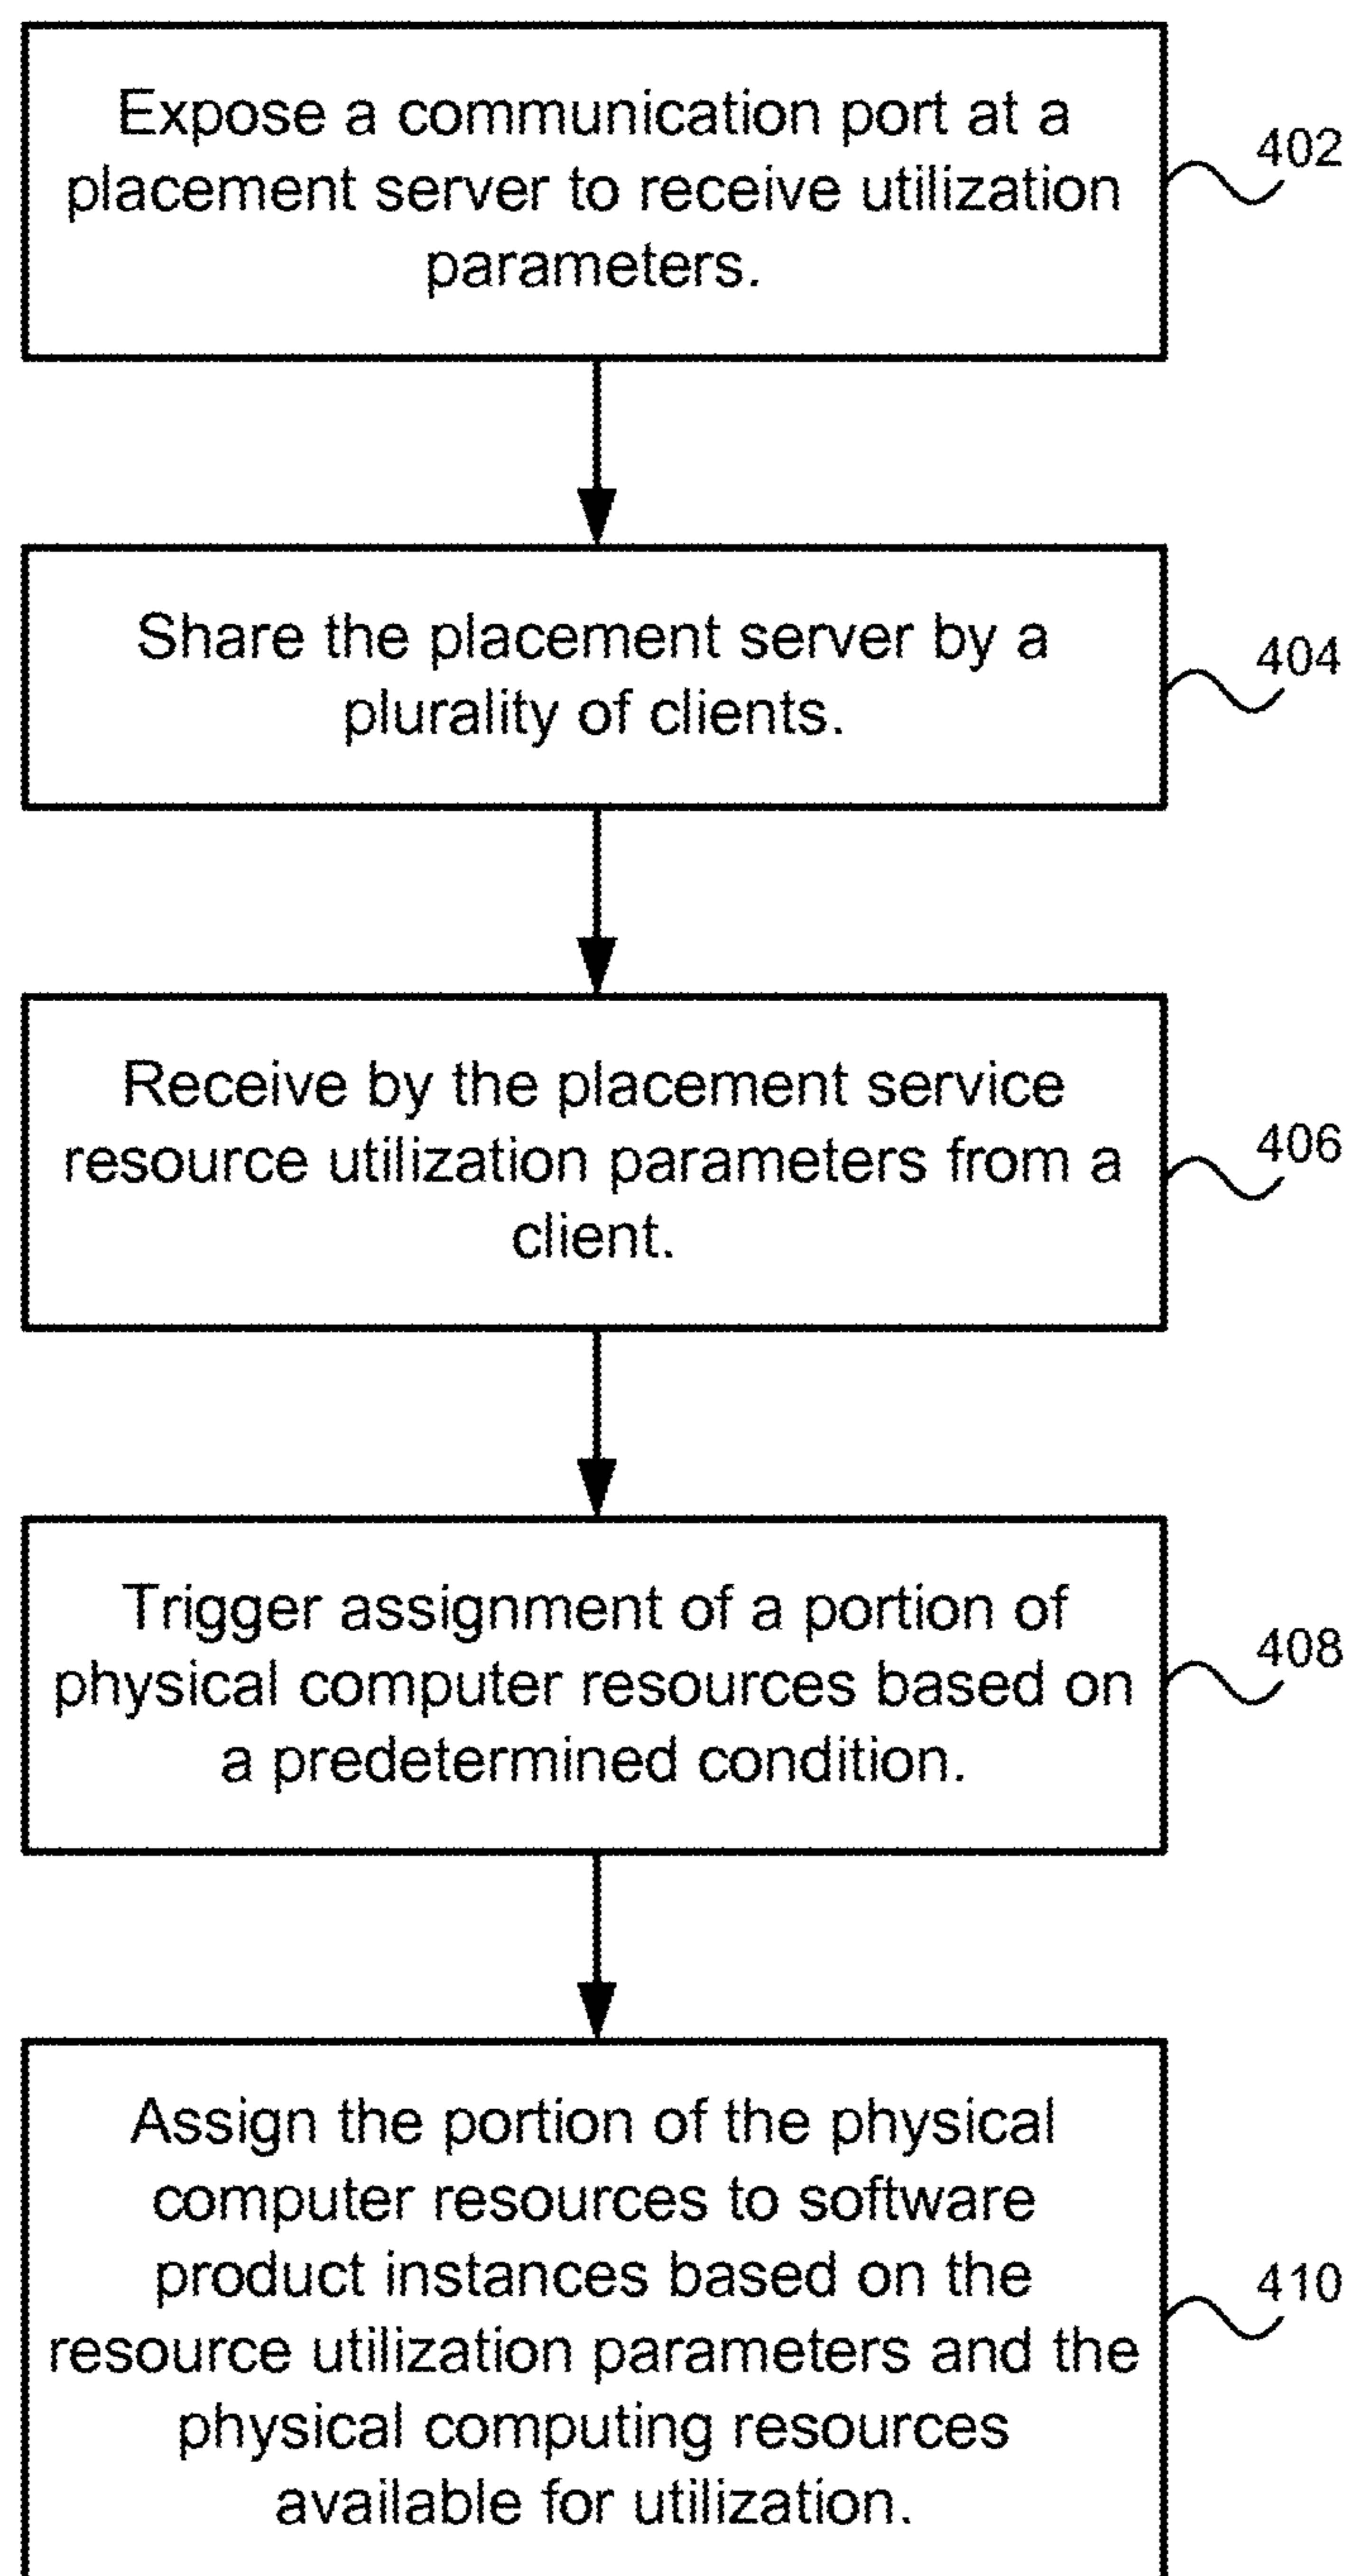 Expose a communication port at a
placement server to receive utilization
parameters.
402
Share the placement server by a
plurality of clients.
404
Receive by the placement service
resource utilization parameters from a
client.
406
Trigger assignment of a portion of
physical computer resources based on
a predetermined condition.
408
Assign the portion of the physical
computer resources to software
product instances based on the
resource utilization parameters and the
physical computing resources
available for utilization.
410